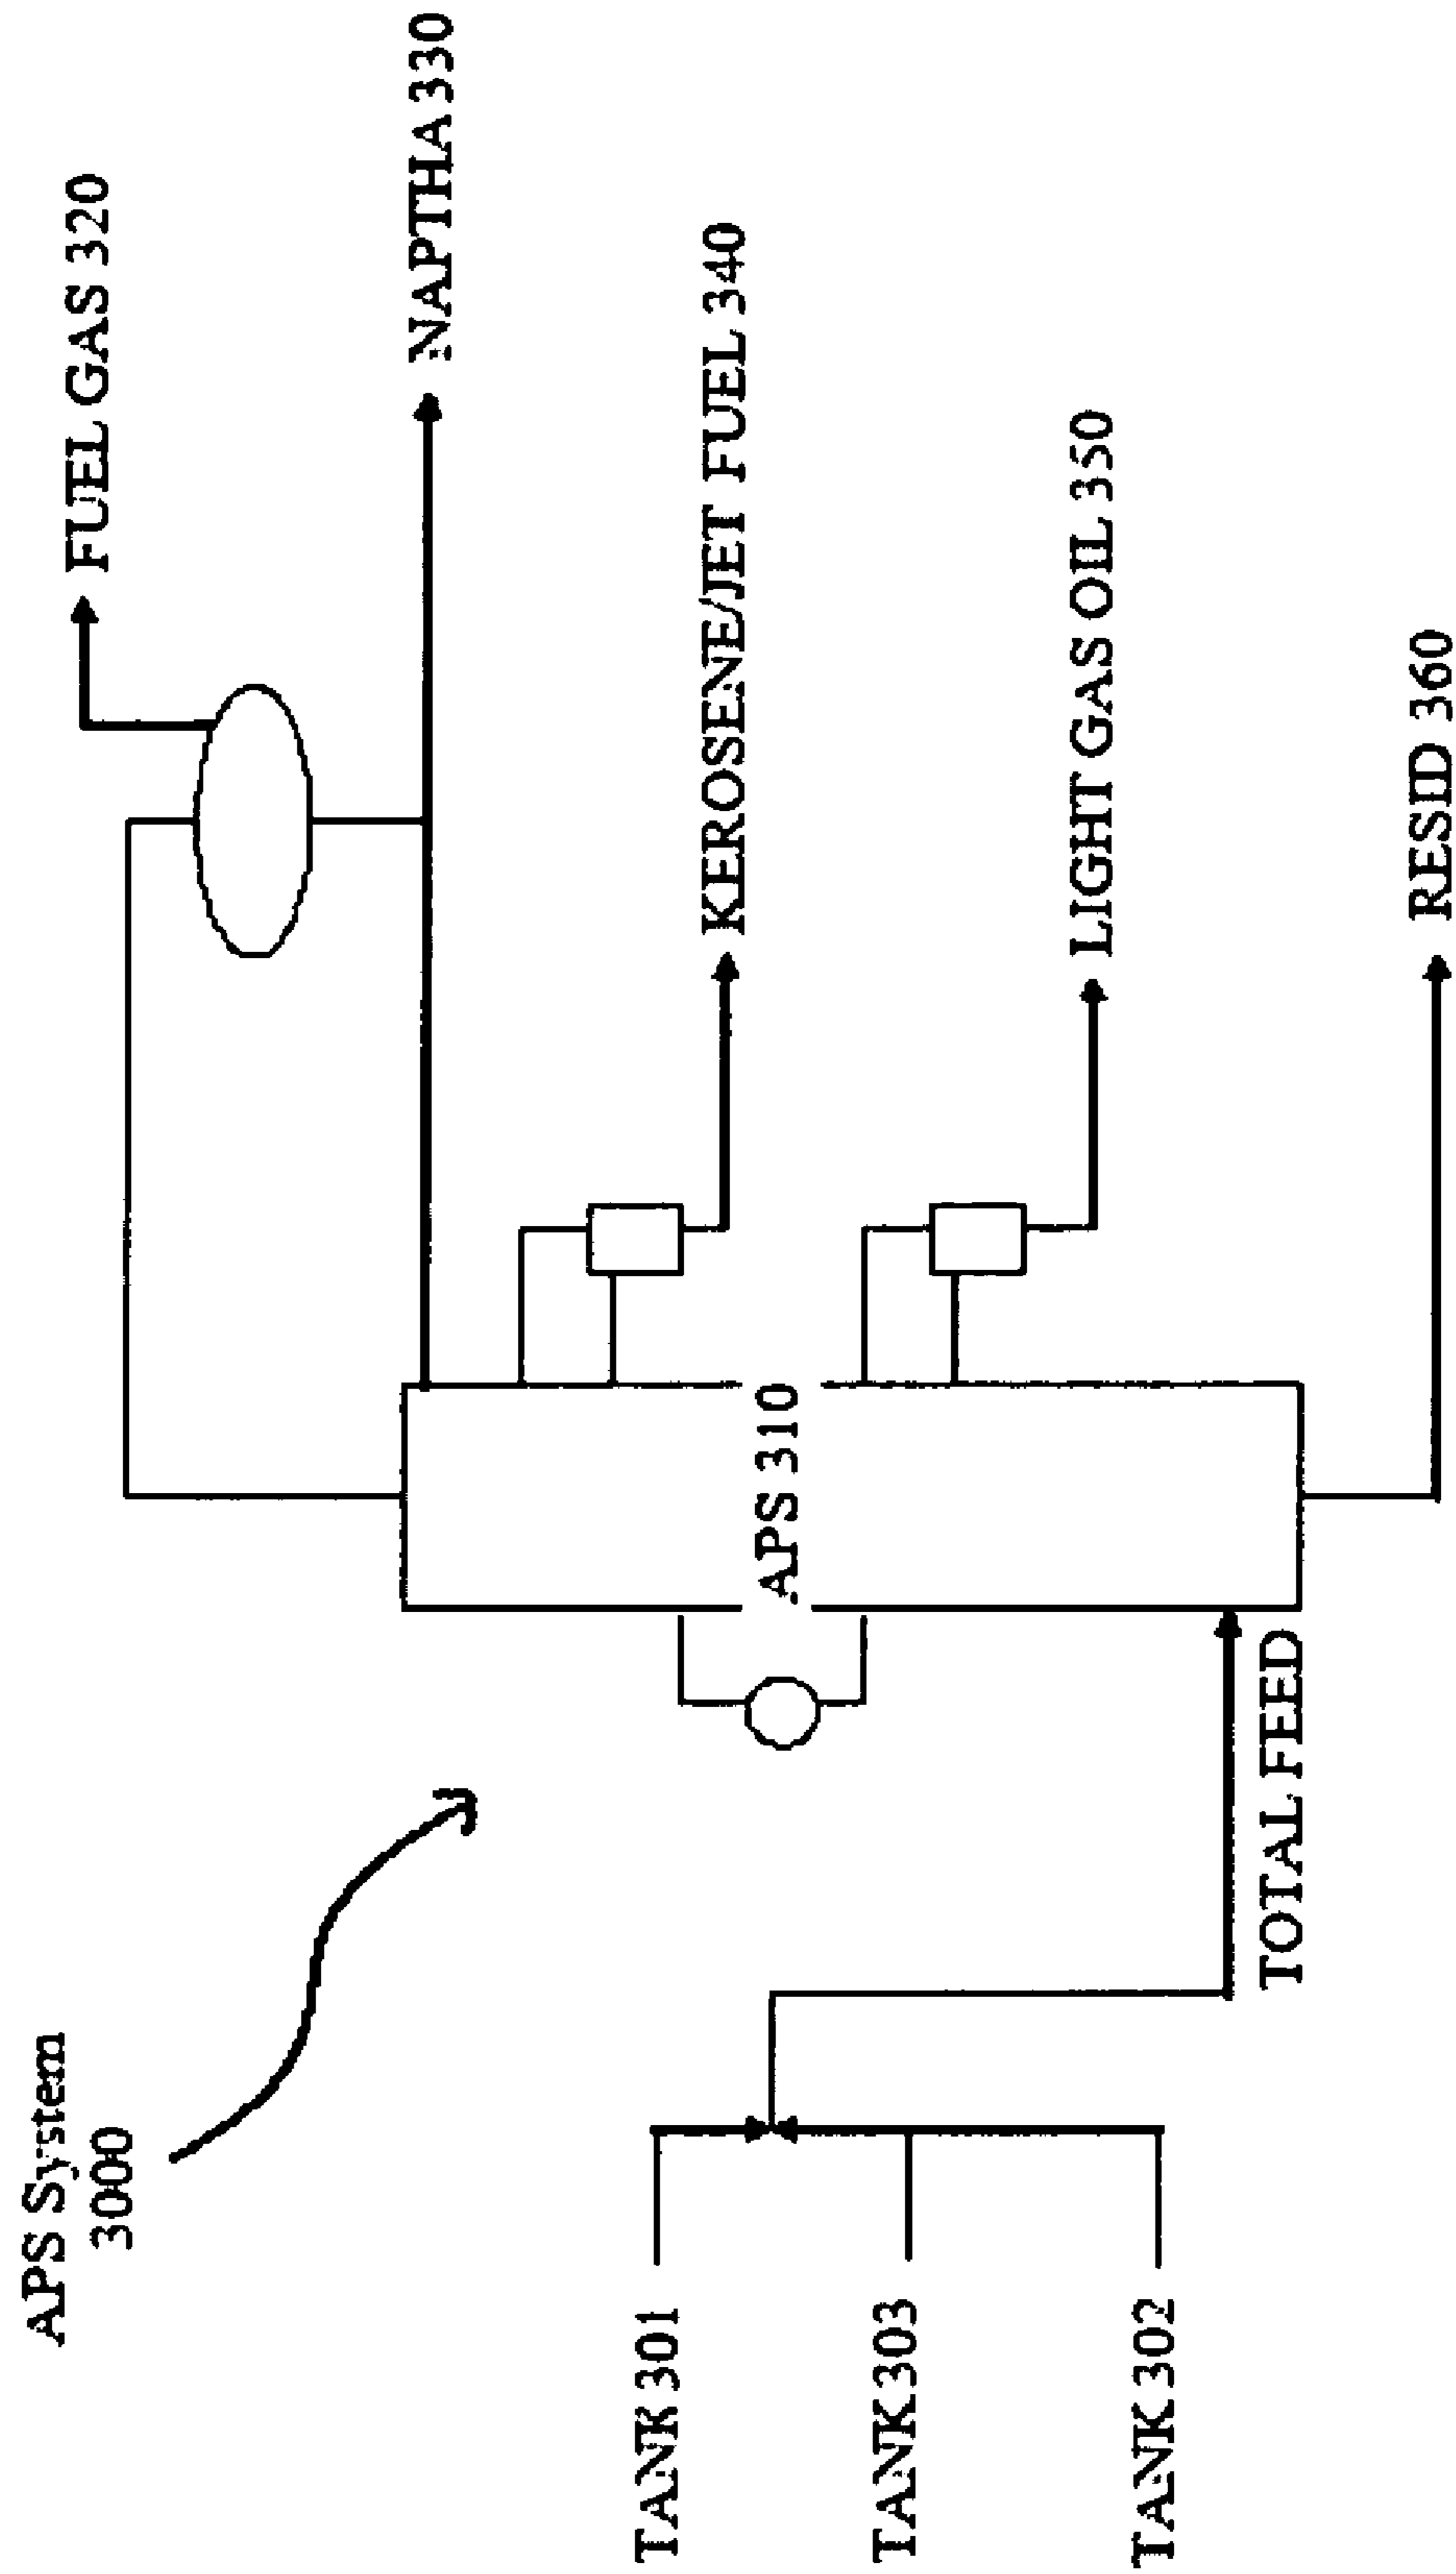 APS System
3000
TANK 301
TANK 303
TANK 302
TOTAL FEED
APS 310
FUEL GAS 320
NAPTHA 330
KEROSENE/JET FUEL 340
LIGHT GAS OIL 350
RESID 360